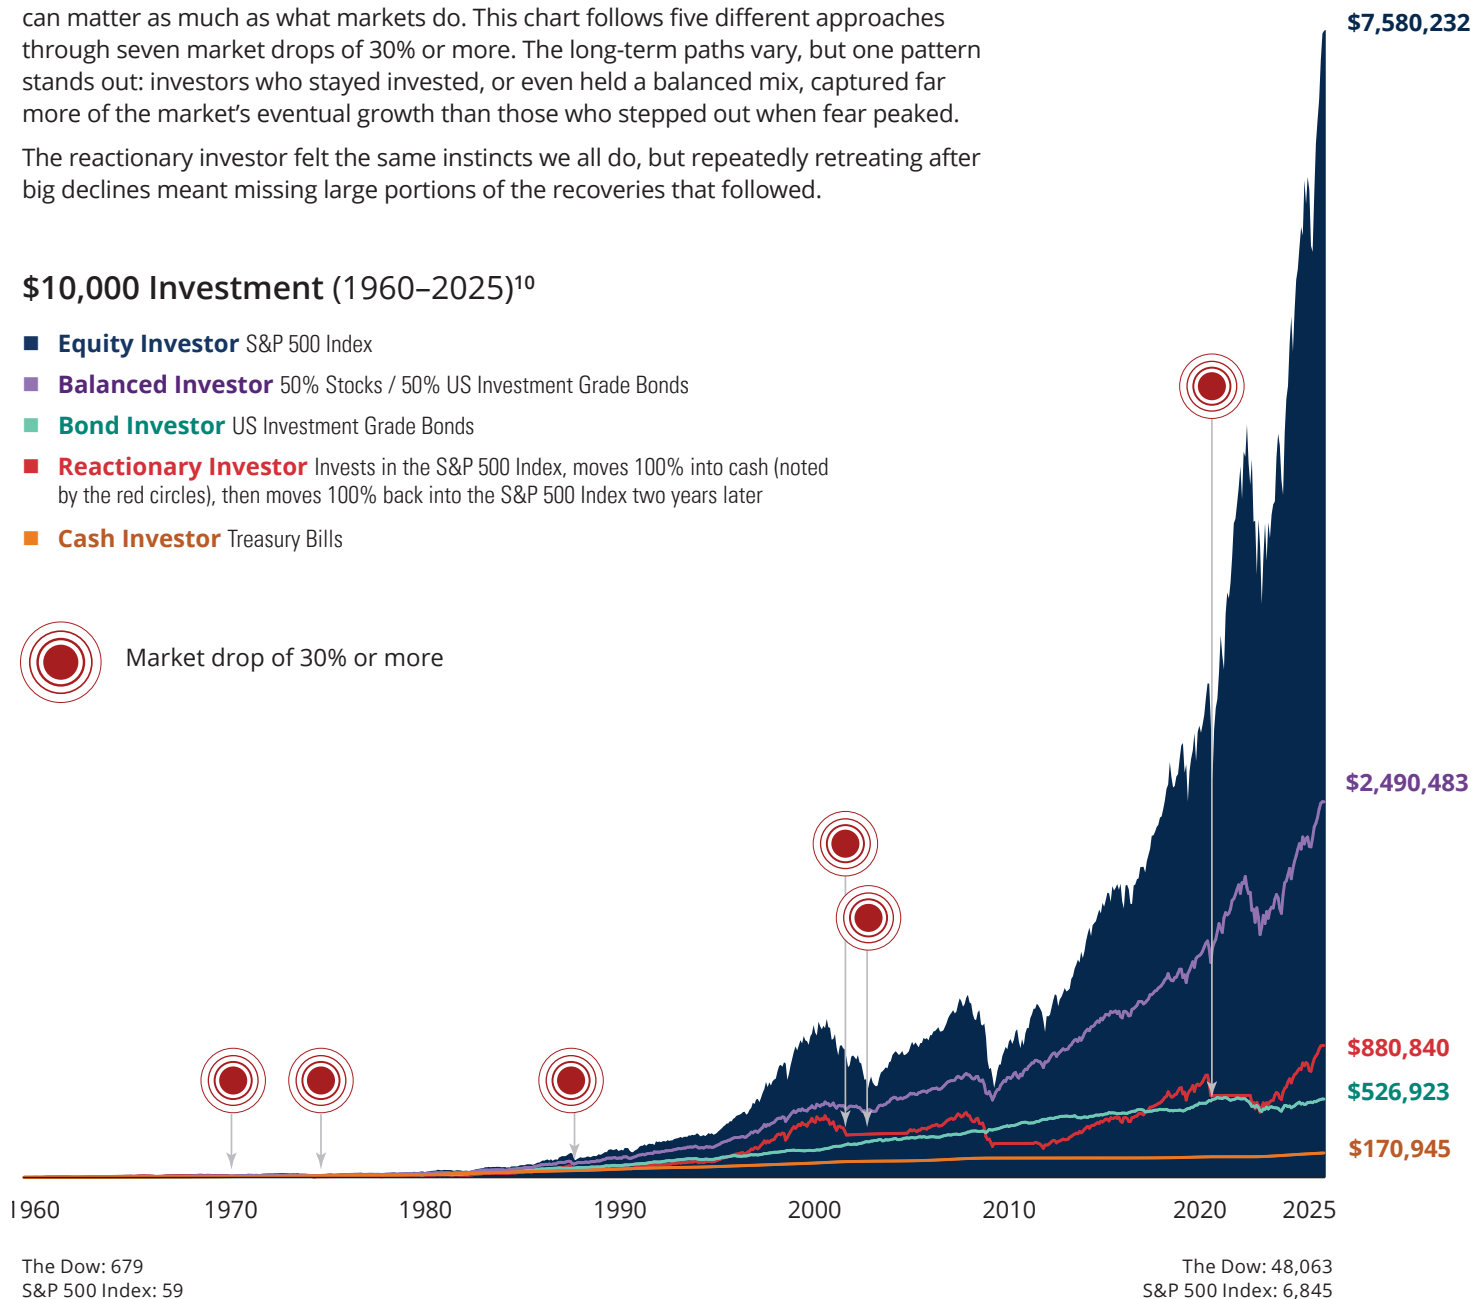 can matter as much as what markets do. This chart follows five different approaches
through seven market drops of 30% or more. The long-term paths vary, but one pattern
stands out: investors who stayed invested, or even held a balanced mix, captured far
more of the market’s eventual growth than those who stepped out when fear peaked.
The reactionary investor felt the same instincts we all do, but repeatedly retreating after
big declines meant missing large portions of the recoveries that followed.
$10,000 Investment (1960–2025)¹⁰
Equity Investor S&P 500 Index
Balanced Investor 50% Stocks / 50% US Investment Grade Bonds
Bond Investor US Investment Grade Bonds
Reactionary Investor Invests in the S&P 500 Index, moves 100% into cash (noted
by the red circles), then moves 100% back into the S&P 500 Index two years later
Cash Investor Treasury Bills
Market drop of 30% or more
$7,580,232
$2,490,483
$880,840
$526,923
$170,945
1960 1970 1980 1990 2000 2010 2020 2025
The Dow: 679
S&P 500 Index: 59
The Dow: 48,063
S&P 500 Index: 6,845